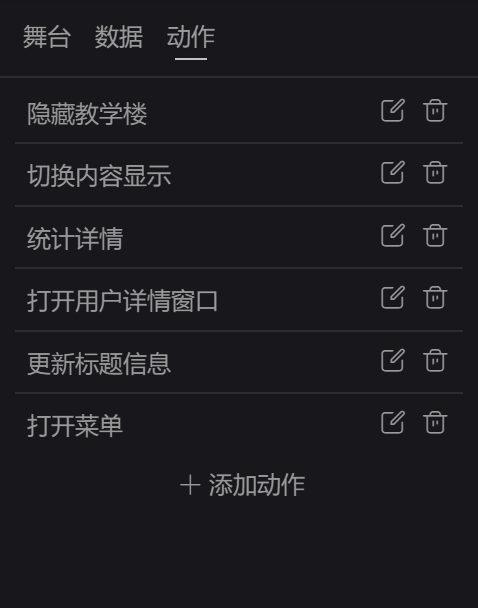 舞台 数据 动作
隐藏教学楼
切换内容显示
统计详情
打开用户详情窗口
更新标题信息
打开菜单
+ 添加动作